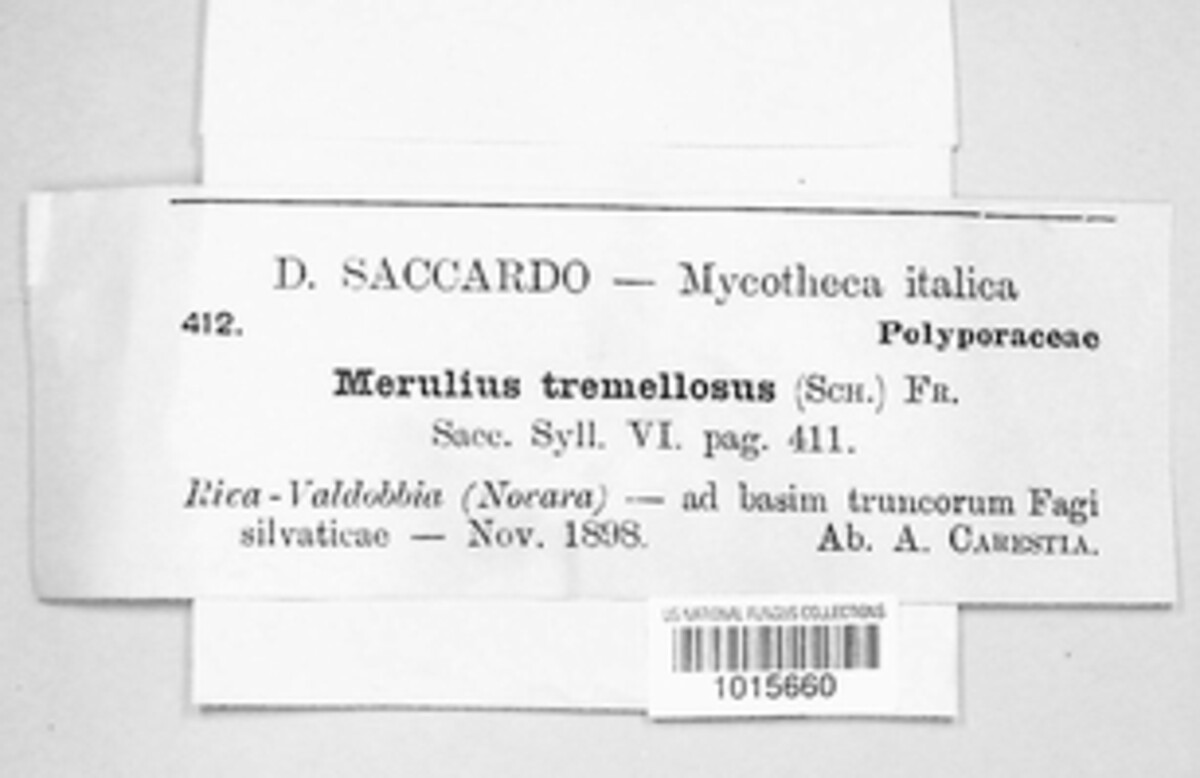 D. SACCARDO — Mycotheca italica
412.
Polyporaceae
Merulius tremellosus (SCH.) FR.
Sacc. Syll. VI. pag. 411.
Riva-Valdobbia (Novara) — ad basim truncorum Fagi
silvaticae — Nov. 1898. Ab. A. CARESTIA.
US NATIONAL FUNGUS COLLECTIONS
1015660